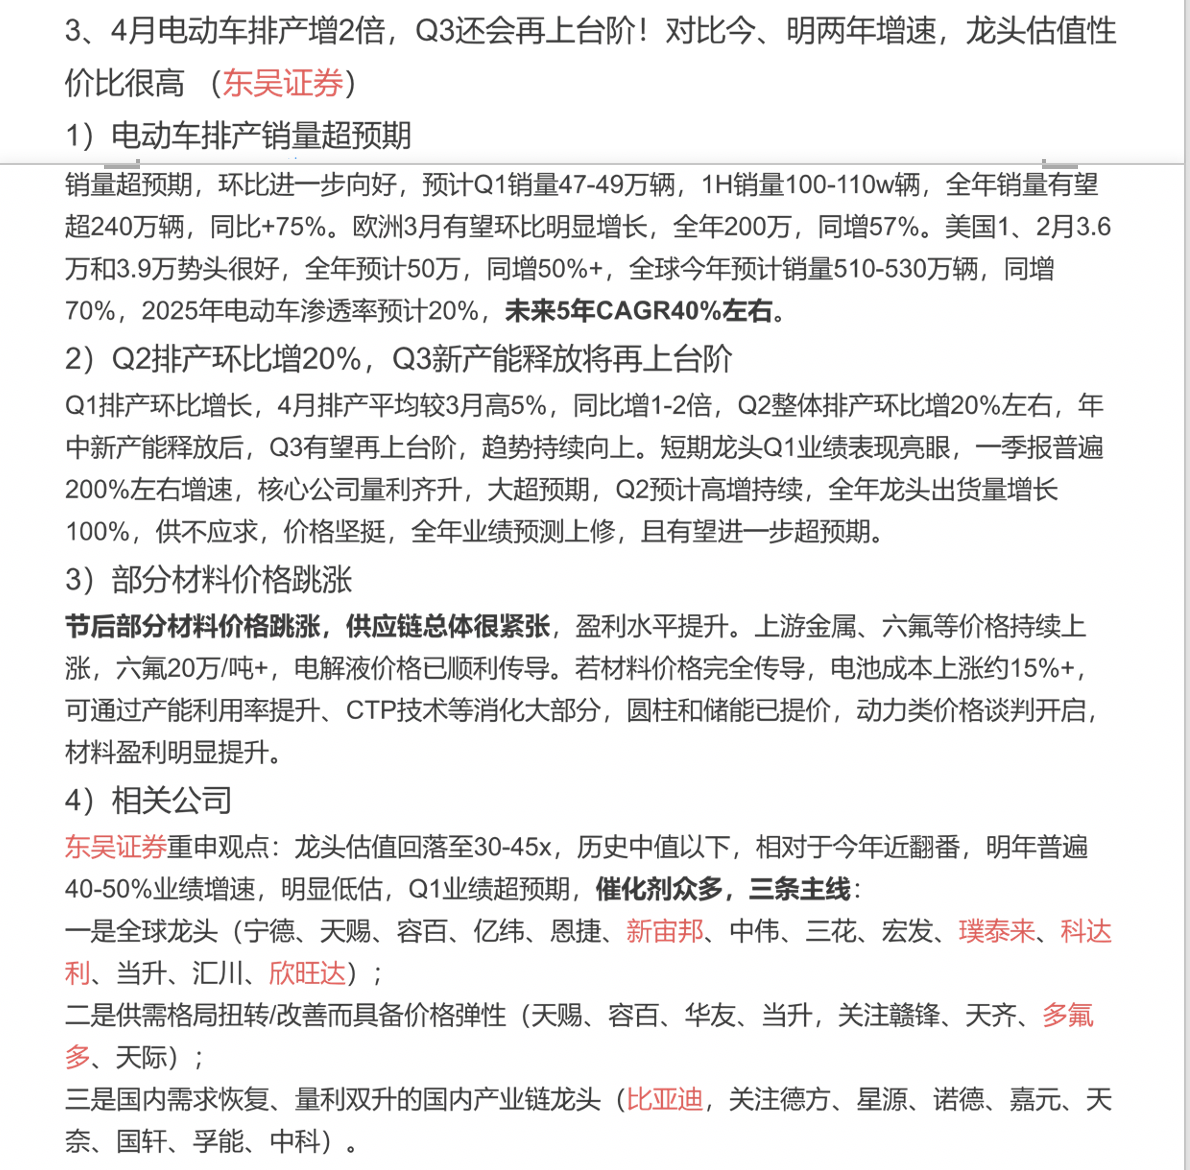 3、4月电动车排产增2倍，Q3还会再上台阶！对比今、明两年增速，龙头估值性
价比很高 （东吴证券）
1）电动车排产销量超预期
销量超预期，环比进一步向好，预计Q1销量47-49万辆，1H销量100-110w辆，全年销量有望
超240万辆，同比+75%。欧洲3月有望环比明显增长，全年200万，同增57%。美国1、2月3.6
万和3.9万势头很好，全年预计50万，同增50%+，全球今年预计销量510-530万辆，同增
70%，2025年电动车渗透率预计20%，未来5年CAGR40%左右。
2）Q2排产环比增20%，Q3新产能释放将再上台阶
Q1排产环比增长，4月排产平均较3月高5%，同比增1-2倍，Q2整体排产环比增20%左右，年
中新产能释放后，Q3有望再上台阶，趋势持续向上。短期龙头Q1业绩表现亮眼，一季报普遍
200%左右增速，核心公司量利齐升，大超预期，Q2预计高增持续，全年龙头出货量增长
100%，供不应求，价格坚挺，全年业绩预测上修，且有望进一步超预期。
3）部分材料价格跳涨
节后部分材料价格跳涨，供应链总体很紧张，盈利水平提升。上游金属、六氟等价格持续上
涨，六氟20万/吨+，电解液价格已顺利传导。若材料价格完全传导，电池成本上涨约15%+，
可通过产能利用率提升、CTP技术等消化大部分，圆柱和储能已提价，动力类价格谈判开启，
材料盈利明显提升。
4）相关公司
东吴证券重申观点：龙头估值回落至30-45x，历史中值以下，相对于今年近翻番，明年普遍
40-50%业绩增速，明显低估，Q1业绩超预期，催化剂众多，三条主线：
一是全球龙头（宁德、天赐、容百、亿纬、恩捷、新宙邦、中伟、三花、宏发、璞泰来、科达
利、当升、汇川、欣旺达）；
二是供需格局扭转/改善而具备价格弹性（天赐、容百、华友、当升，关注赣锋、天齐、多氟
多、天际）；
三是国内需求恢复、量利双升的国内产业链龙头（比亚迪，关注德方、星源、诺德、嘉元、天
奈、国轩、孚能、中科）。